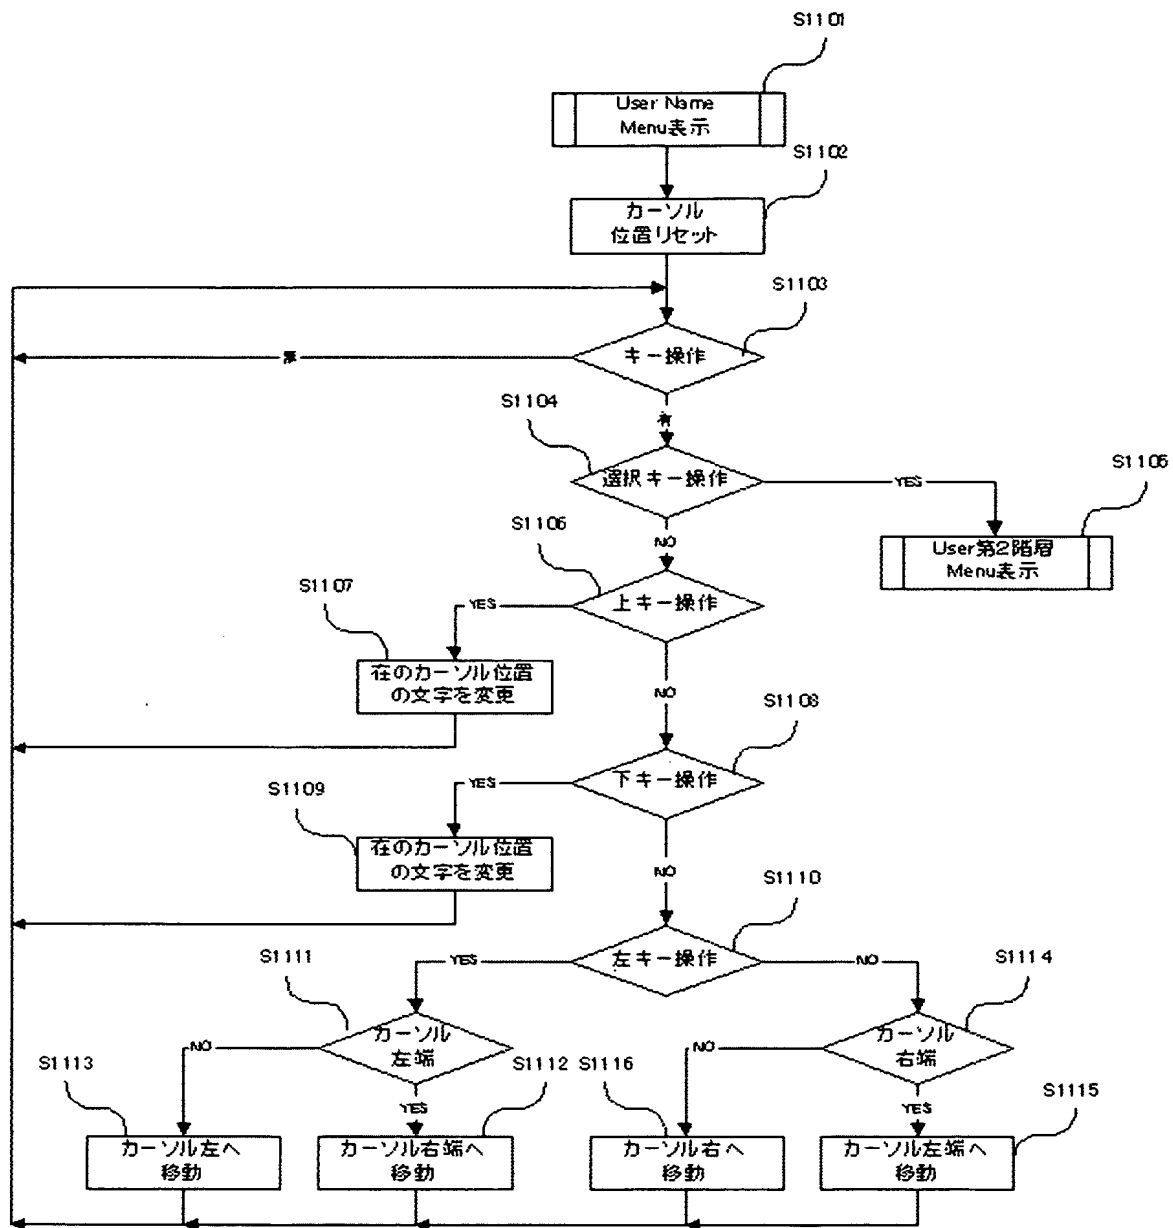 S1101
User Name
Menu表示
S1102
カーソル
位置リセット
S1103
キー操作
無
有
S1104
選択キー操作
YES
S1105
User第2階層
Menu表示
NO
S1106
上キー操作
YES
S1107
在のカーソル位置
の文字を変更
NO
S1108
下キー操作
YES
S1109
在のカーソル位置
の文字を変更
NO
S1110
左キー操作
YES
NO
S1111
カーソル
左端
S1114
カーソル
右端
NO
YES
NO
YES
S1113
カーソル左へ
移動
S1112
カーソル右端へ
移動
S1116
カーソル右へ
移動
S1115
カーソル左端へ
移動